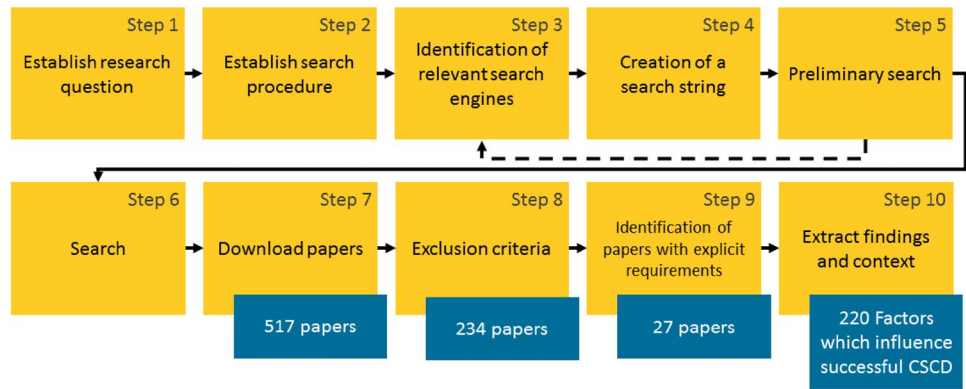 Step 1
Establish research
question
Step 2
Establish search
procedure
Step 3
Identification of
relevant search
engines
Step 4
Creation of a
search string
Step 5
Preliminary search
Step 6
Search
Step 7
Download papers
517 papers
Step 8
Exclusion criteria
234 papers
Step 9
Identification of
papers with explicit
requirements
27 papers
Step 10
Extract findings
and context
220 Factors
which influence
successful CSCD